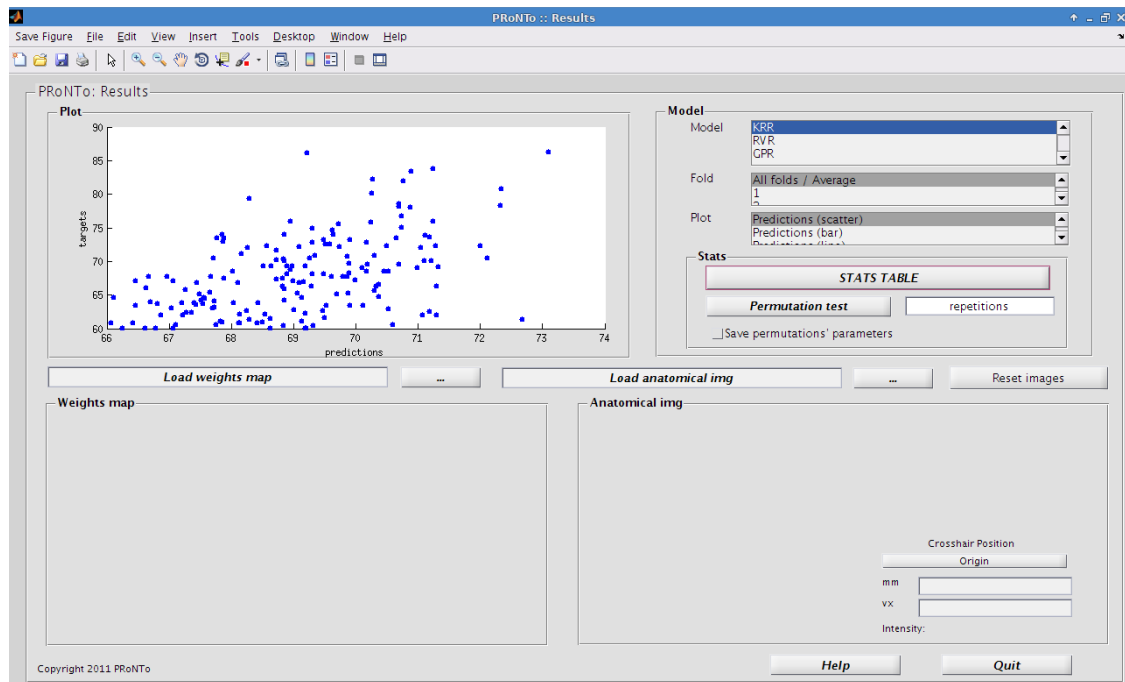 PRoNTo :: Results
Save Figure File Edit View Insert Tools Desktop Window Help
PRoNTo: Results
Plot
90
85
80
75
70
65
60
targets
66 67 68 69 70 71 72 73 74
predictions
Model
Model
KRR
RVR
GPR
Fold
All folds / Average
1
Plot
Predictions (scatter)
Predictions (bar)
Predictions (line)
Stats
STATS TABLE
Permutation test repetitions
Save permutations' parameters
Load weights map ... Load anatomical img ... Reset images
Weights map
Anatomical img
Crosshair Position
Origin
mm
vx
Intensity:
Copyright 2011 PRoNTo
Help Quit